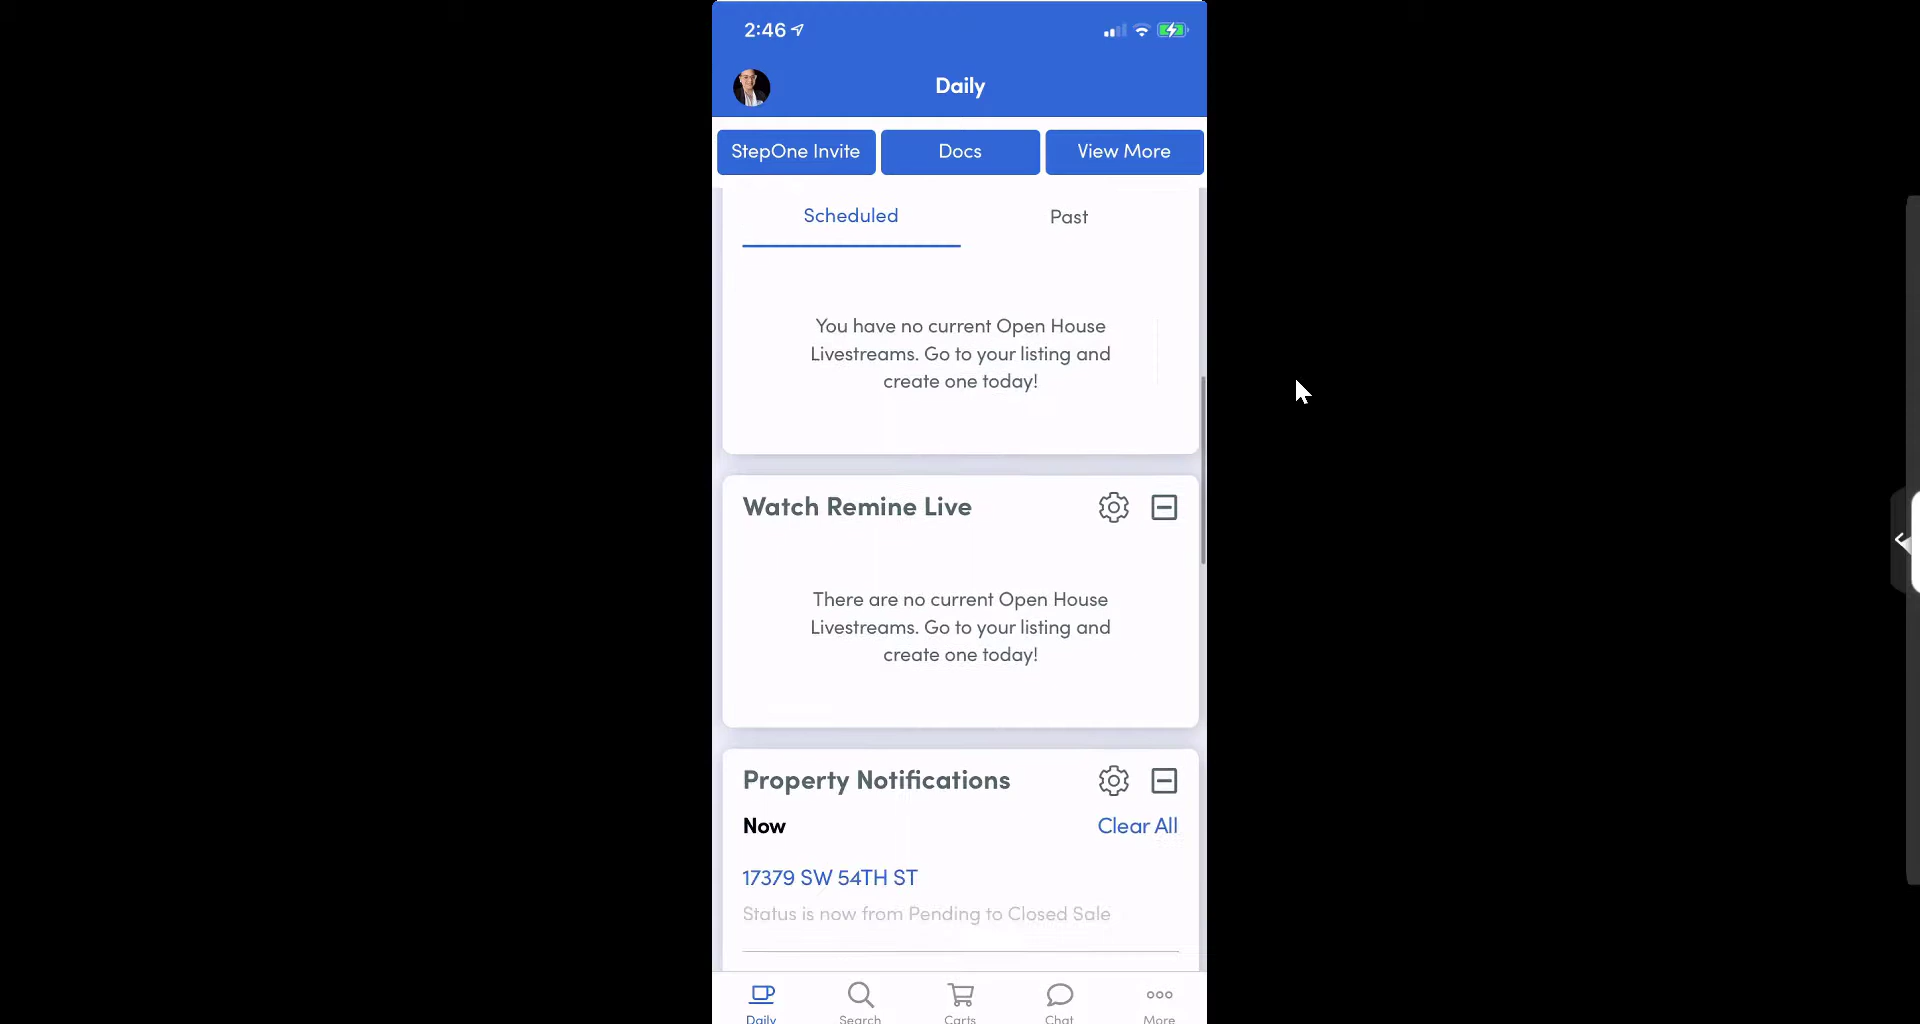 2:46
Daily
StepOne Invite
Docs
View More
Scheduled
Past
You have no current Open House
Livestreams. Go to your listing and
create one today!
Watch Remine Live
There are no current Open House
Livestreams. Go to your listing and
create one today!
Property Notifications
Now
Clear All
17379 SW 54TH ST
Status is now from Pending to Closed Sale
Daily
Search
Carts
Chat
More